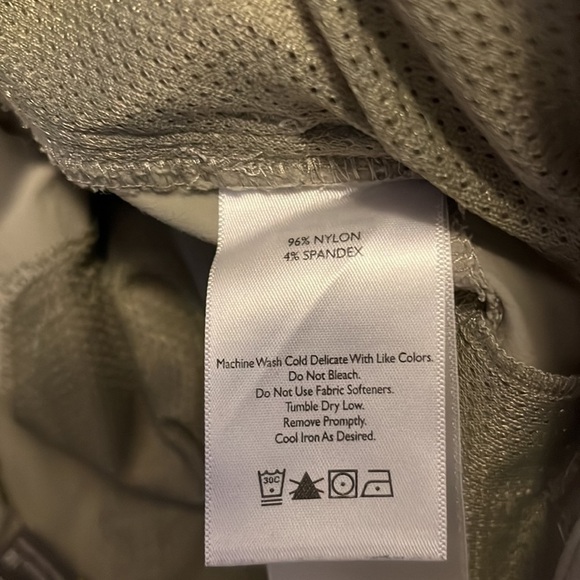 96% NYLON
4% SPANDEX
Machine Wash Cold Delicate With Like Colors.
Do Not Bleach.
Do Not Use Fabric Softeners.
Tumble Dry Low.
Remove Promptly.
Cool Iron As Desired.
30C